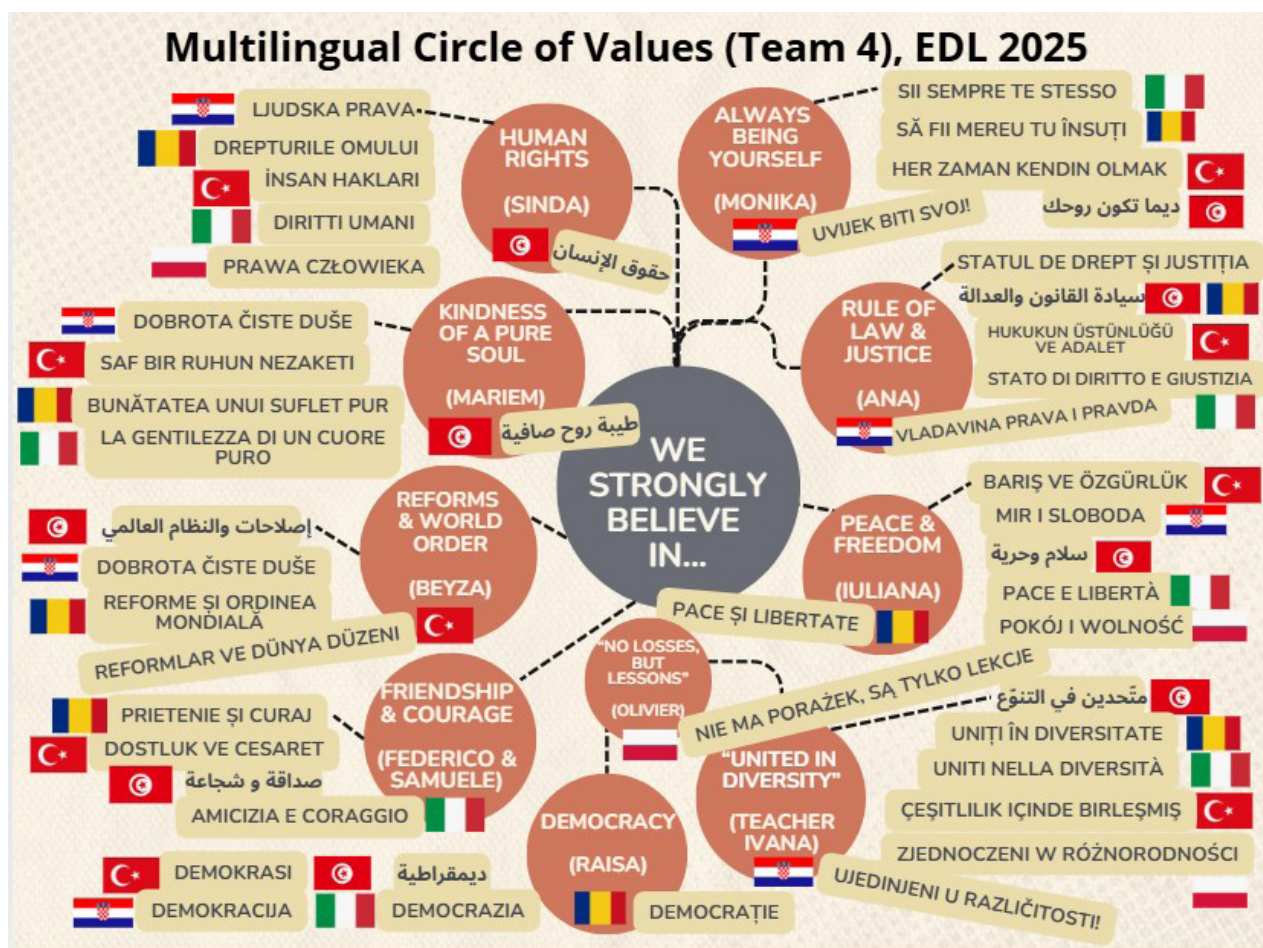 Multilingual Circle of Values (Team 4), EDL 2025
LJUDSKA PRAVA
DREPTURILE OMULUI
İNSAN HAKLARI
DIRITTI UMANI
PRAWA CZŁOWIEKA
HUMAN
RIGHTS
(SINDA)
حقوق الإنسان
ALWAYS
BEING
YOURSELF
(MONIKA)
UVIJEK BITI SVOJ!
SII SEMPRE TE STESSO
SĂ FII MEREU TU ÎNSUȚI
HER ZAMAN KENDIN OLMAK
ديما تكون روحك
DOBROTA ČISTE DUŠE
SAF BIR RUHUN NEZAKETI
BUNĂTATEA UNUI SUFLET PUR
LA GENTILEZZA DI UN CUORE
PURO
KINDNESS
OF A PURE
SOUL
(MARIEM)
طيبة روح صافية
RULE OF
LAW &
JUSTICE
(ANA)
VLADAVINA PRAVA I PRAVDA
STATUL DE DREPT ȘI JUSTIȚIA
سيادة القانون والعدالة
HUKUKUN ÜSTÜNLÜĞÜ
VE ADALET
STATO DI DIRITTO E GIUSTIZIA
WE
STRONGLY
BELIEVE
IN...
إصلاحات والنظام العالمي
DOBROTA ČISTE DUŠE
REFORME ȘI ORDINEA
MONDIALĂ
REFORMLAR VE DÜNYA DÜZENI
REFORMS
& WORLD
ORDER
(BEYZA)
PEACE &
FREEDOM
(IULIANA)
PACE ȘI LIBERTATE
BARIŞ VE ÖZGÜRLÜK
MIR I SLOBODA
سلام وحرية
PACE E LIBERTÀ
POKÓJ I WOLNOŚĆ
"NO LOSSES,
BUT
LESSONS"
(OLIVIER)
NIE MA PORAŻEK, SĄ TYLKO LEKCJE
PRIETENIE ȘI CURAJ
DOSTLUK VE CESARET
صداقة و شجاعة
AMICIZIA E CORAGGIO
FRIENDSHIP
& COURAGE
(FEDERICO &
SAMUELE)
"UNITED IN
DIVERSITY"
(TEACHER
IVANA)
UJEDINJENI U RAZLIČITOSTI!
متّحدين في التنوّع
UNIȚI ÎN DIVERSITATE
UNITI NELLA DIVERSITÀ
ÇEŞITLILIK IÇINDE BIRLEŞMIŞ
ZJEDNOCZENI W RÓŻNORODNOŚCI
DEMOCRACY
(RAISA)
DEMOKRASI
ديمقراطية
DEMOKRACIJA
DEMOCRAZIA
DEMOCRAȚIE